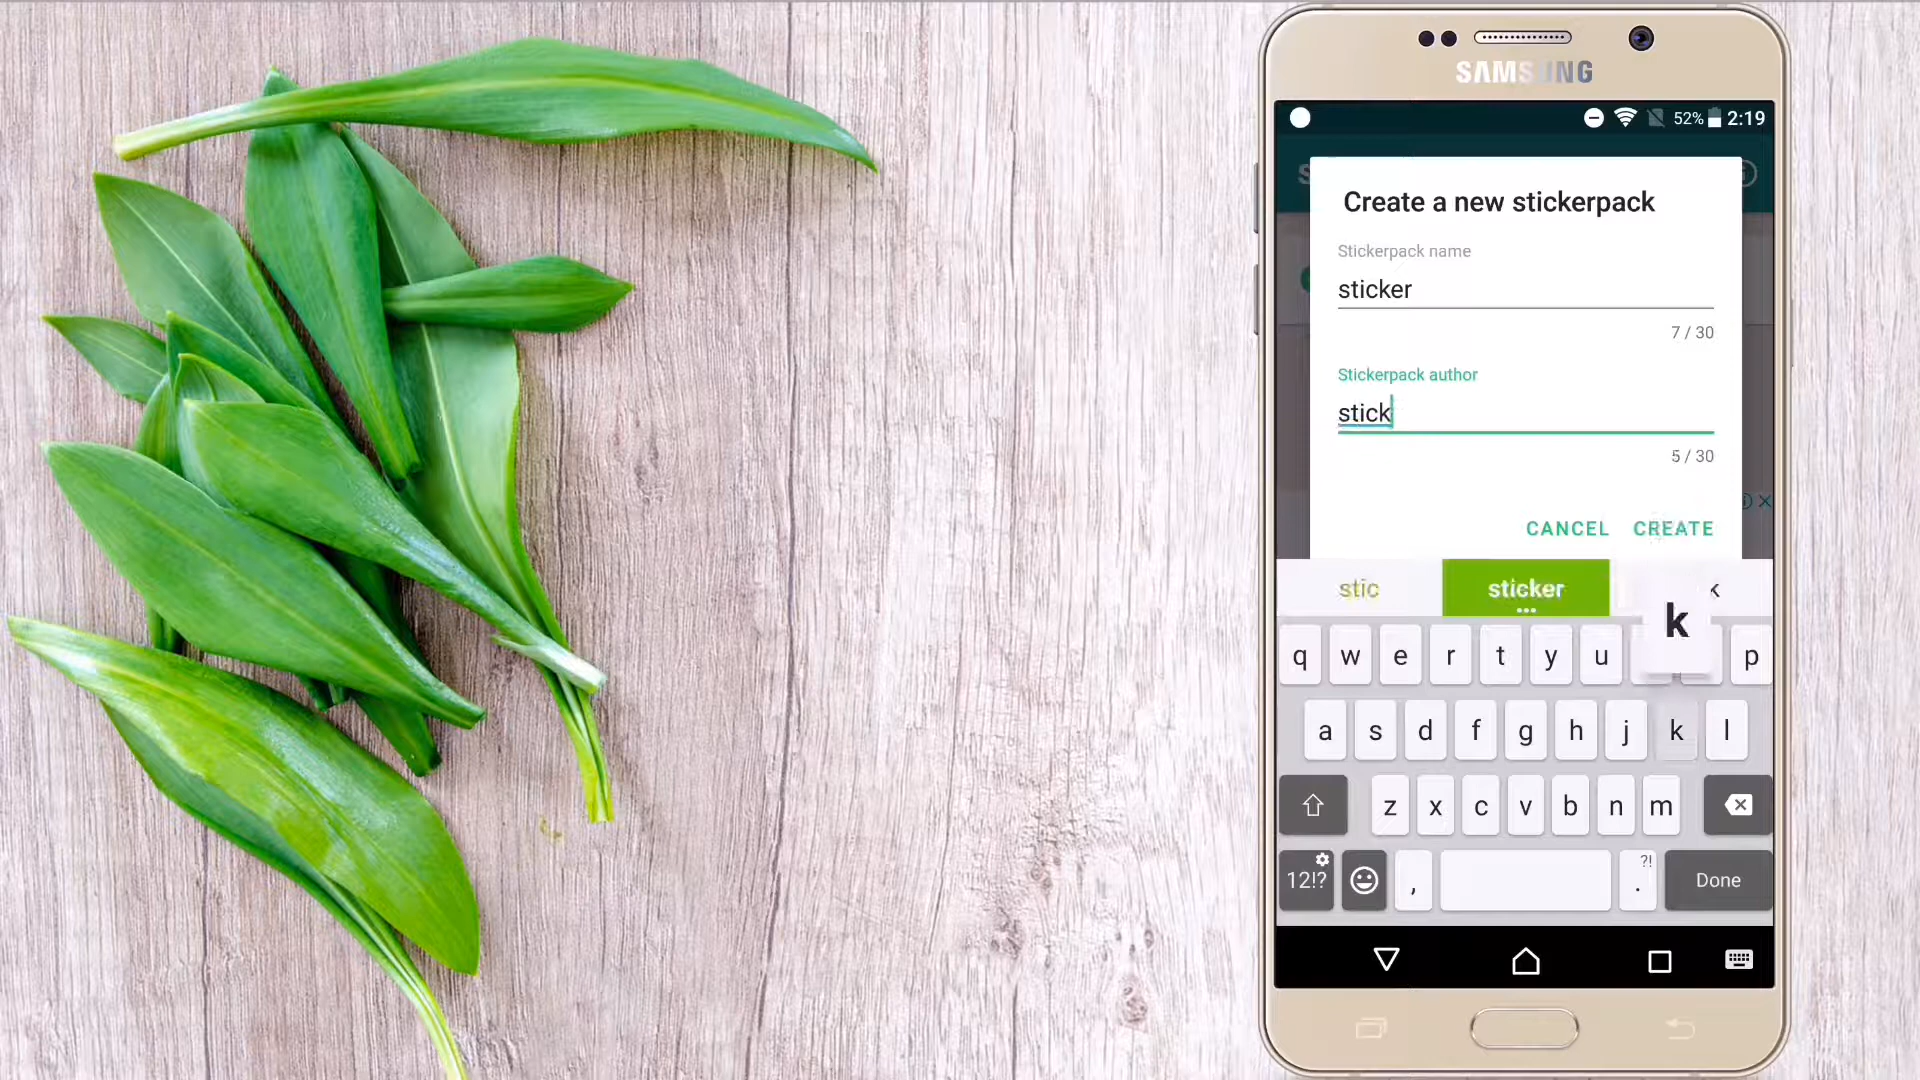 SAMSUNG
52% 2:19
Create a new stickerpack
Stickerpack name
sticker
7 / 30
Stickerpack author
stick
5 / 30
CANCEL CREATE
stic sticker k
k
q w e r t y u p
a s d f g h j k l
z x c v b n m
12!? , . ?! Done